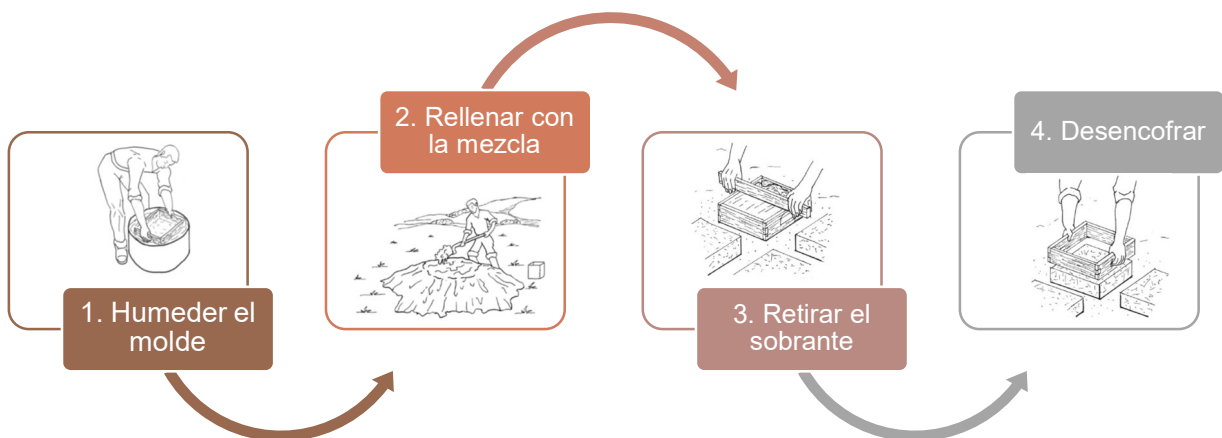 1. Humeder el
molde
2. Rellenar con
la mezcla
3. Retirar el
sobrante
4. Desencofrar